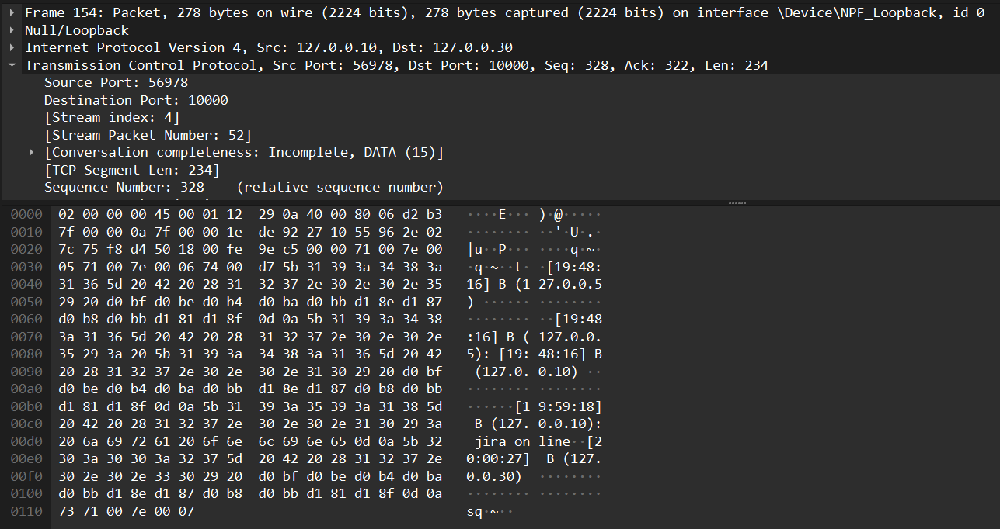 Frame 154: Packet, 278 bytes on wire (2224 bits), 278 bytes captured (2224 bits) on interface \Device\NPF_Loopback, id 0
Null/Loopback
Internet Protocol Version 4, Src: 127.0.0.10, Dst: 127.0.0.30
Transmission Control Protocol, Src Port: 56978, Dst Port: 10000, Seq: 328, Ack: 322, Len: 234
Source Port: 56978
Destination Port: 10000
[Stream index: 4]
[Stream Packet Number: 52]
[Conversation completeness: Incomplete, DATA (15)]
[TCP Segment Len: 234]
Sequence Number: 328    (relative sequence number)
0000 02 00 00 00 45 00 01 12 29 0a 40 00 80 06 d2 b3 ····E··· )·@·····
0010 7f 00 00 0a 7f 00 00 1e de 92 27 10 55 96 2e 02 ········ ··'·U·.·
0020 7c 75 f8 d4 50 18 00 fe 9e c5 00 00 71 00 7e 00 |u··P··· ····q·~·
0030 05 71 00 7e 00 06 74 00 d7 5b 31 39 3a 34 38 3a ·q·~··t· ·[19:48:
0040 31 36 5d 20 42 20 28 31 32 37 2e 30 2e 30 2e 35 16] B (1 27.0.0.5
0050 29 20 d0 bf d0 be d0 b4 d0 ba d0 bb d1 8e d1 87 ) ······ ········
0060 d0 b8 d0 bb d1 81 d1 8f 0d 0a 5b 31 39 3a 34 38 ········ ··[19:48
0070 3a 31 36 5d 20 42 20 28 31 32 37 2e 30 2e 30 2e :16] B ( 127.0.0.
0080 35 29 3a 20 5b 31 39 3a 34 38 3a 31 36 5d 20 42 5): [19: 48:16] B
0090 20 28 31 32 37 2e 30 2e 30 2e 31 30 29 20 d0 bf (127.0. 0.10) ··
00a0 d0 be d0 b4 d0 ba d0 bb d1 8e d1 87 d0 b8 d0 bb ········ ········
00b0 d1 81 d1 8f 0d 0a 5b 31 39 3a 35 39 3a 31 38 5d ······[1 9:59:18]
00c0 20 42 20 28 31 32 37 2e 30 2e 30 2e 31 30 29 3a B (127. 0.0.10):
00d0 20 6a 69 72 61 20 6f 6e 6c 69 6e 65 0d 0a 5b 32 jira on line··[2
00e0 30 3a 30 30 3a 32 37 5d 20 42 20 28 31 32 37 2e 0:00:27] B (127.
00f0 30 2e 30 2e 33 30 29 20 d0 bf d0 be d0 b4 d0 ba 0.0.30) ········
0100 d0 bb d1 8e d1 87 d0 b8 d0 bb d1 81 d1 8f 0d 0a ········ ········
0110 73 71 00 7e 00 07 sq·~··